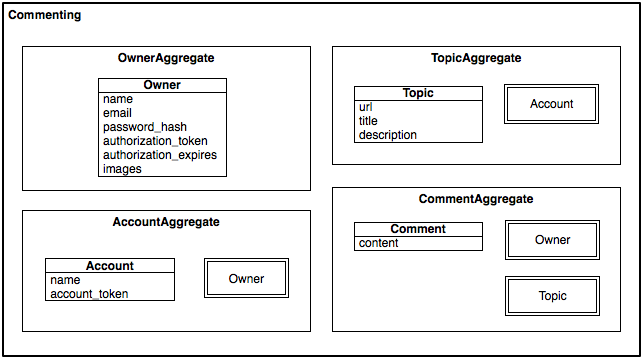 Commenting
OwnerAggregate
Owner
name
email
password_hash
authorization_token
authorization_expires
images
TopicAggregate
Topic
url
title
description
Account
AccountAggregate
Account
name
account_token
Owner
CommentAggregate
Comment
content
Owner
Topic